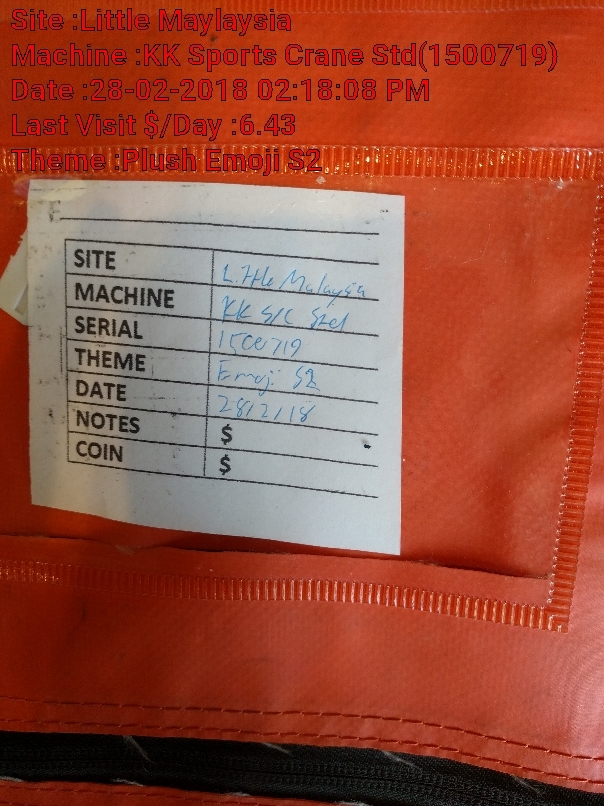 Site :Little Maylaysia
Machine :KK Sports Crane Std(1500719)
Date :28-02-2018 02:18:08 PM
Last Visit $/Day :6.43
Theme :Plush Emoji S2
SITE Little Malaysia
MACHINE KK S/C Std
SERIAL 1500719
THEME Emoji S2
DATE 28/2/18
NOTES $
COIN $